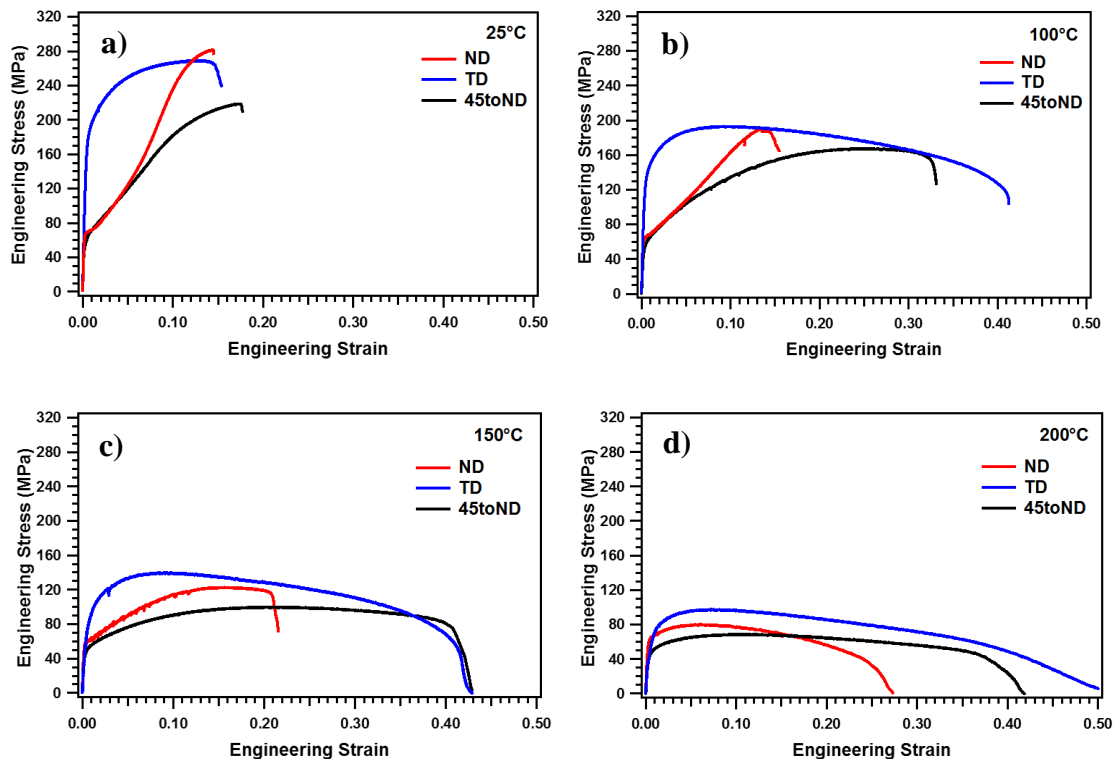 a)
25°C
ND
TD
45toND
Engineering Stress (MPa)
320
280
240
200
160
120
80
40
0
0.00 0.10 0.20 0.30 0.40 0.50
Engineering Strain
b)
100°C
ND
TD
45toND
Engineering Stress (MPa)
320
280
240
200
160
120
80
40
0
0.00 0.10 0.20 0.30 0.40 0.50
Engineering Strain
c)
150°C
ND
TD
45toND
Engineering Stress (MPa)
320
280
240
200
160
120
80
40
0
0.00 0.10 0.20 0.30 0.40 0.50
Engineering Strain
d)
200°C
ND
TD
45toND
Engineering Stress (MPa)
320
280
240
200
160
120
80
40
0
0.00 0.10 0.20 0.30 0.40 0.50
Engineering Strain